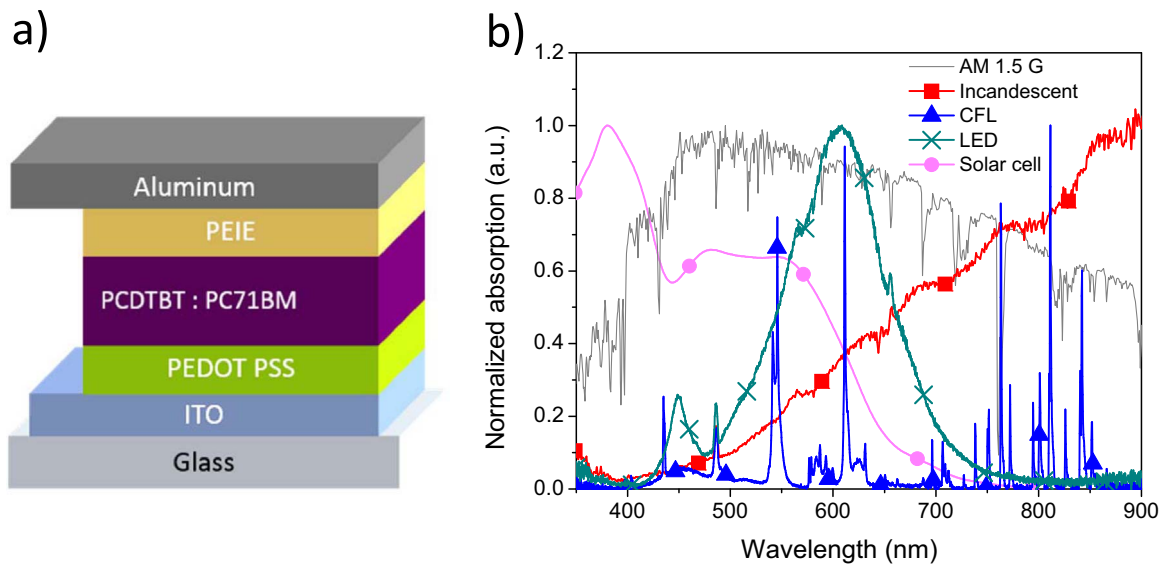 a)
Aluminum
PEIE
PCDTBT : PC71BM
PEDOT PSS
ITO
Glass
b)
1.2
1.0
0.8
0.6
0.4
0.2
0.0
Normalized absorption (a.u.)
AM 1.5 G
Incandescent
CFL
LED
Solar cell
400 500 600 700 800 900
Wavelength (nm)